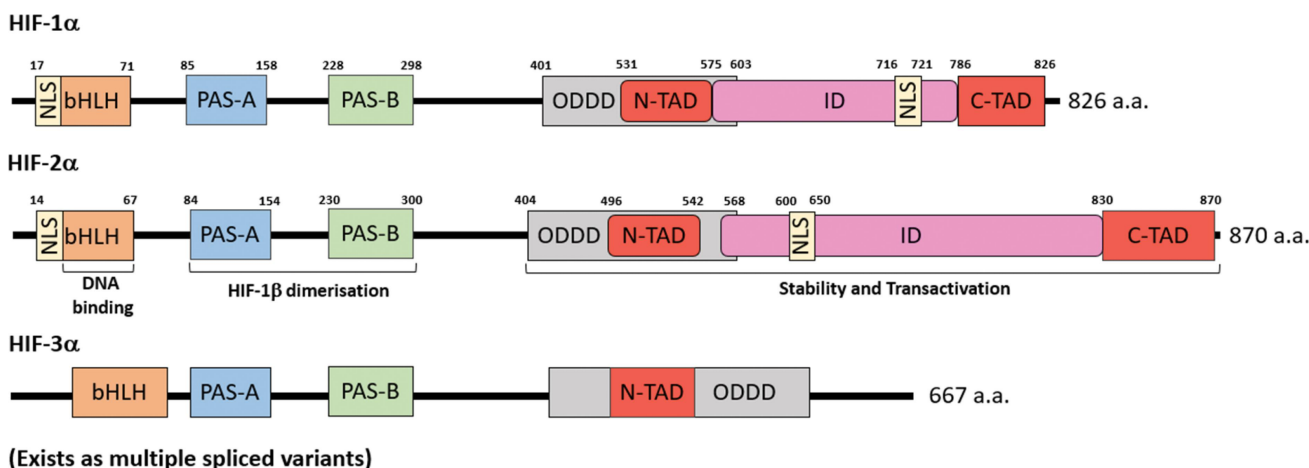 HIF-1α
17 71 85 158 228 298 401 531 575 603 716 721 786 826
NLS bHLH PAS-A PAS-B ODDD N-TAD ID NLS C-TAD 826 a.a.
HIF-2α
14 67 84 154 230 300 404 496 542 568 600 650 830 870
NLS bHLH PAS-A PAS-B ODDD N-TAD NLS ID C-TAD 870 a.a.
DNA binding
HIF-1β dimerisation
Stability and Transactivation
HIF-3α
bHLH PAS-A PAS-B N-TAD ODDD 667 a.a.
(Exists as multiple spliced variants)